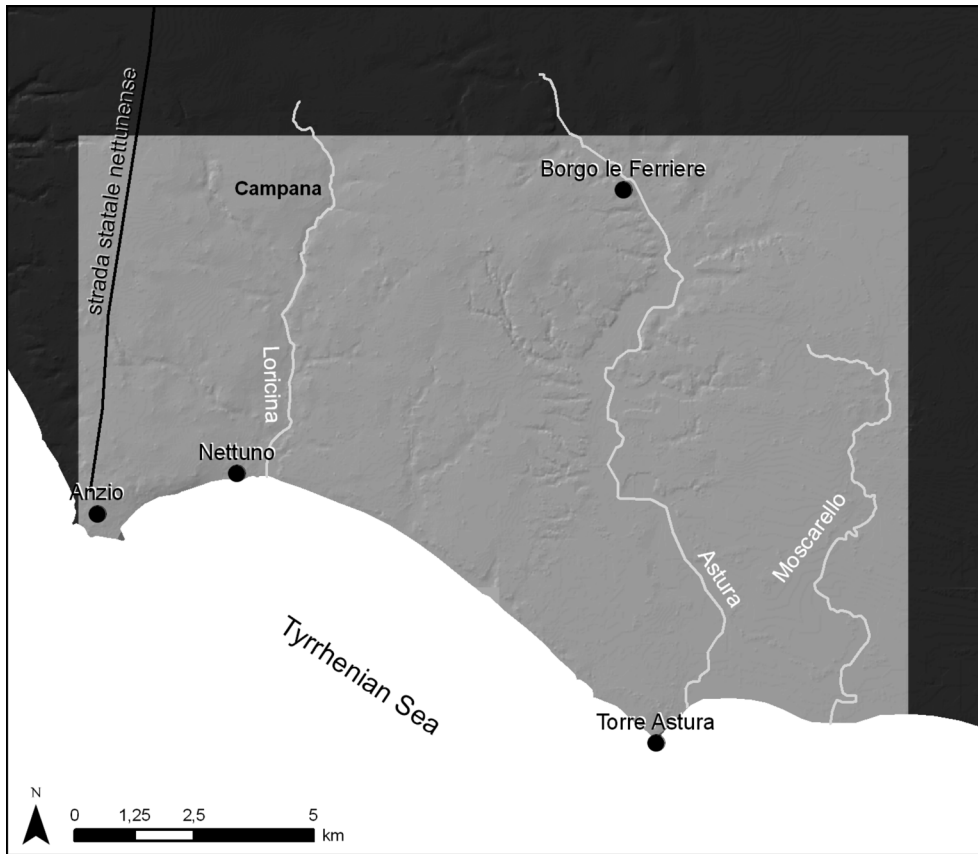 strada statale nettunense
Campana
Borgo le Ferriere
Loricina
Nettuno
Anzio
Moscarello
Astura
Tyrrhenian Sea
Torre Astura
N
0 1,25 2,5 5
km